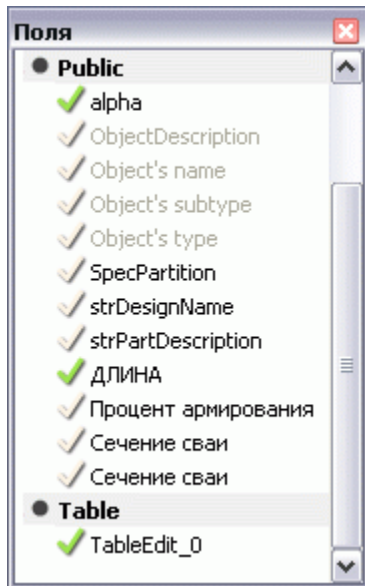 Поля
Public
alpha
ObjectDescription
Object's name
Object's subtype
Object's type
SpecPartition
strDesignName
strPartDescription
ДЛИНА
Процент армирования
Сечение сваи
Сечение сваи
Table
TableEdit_0